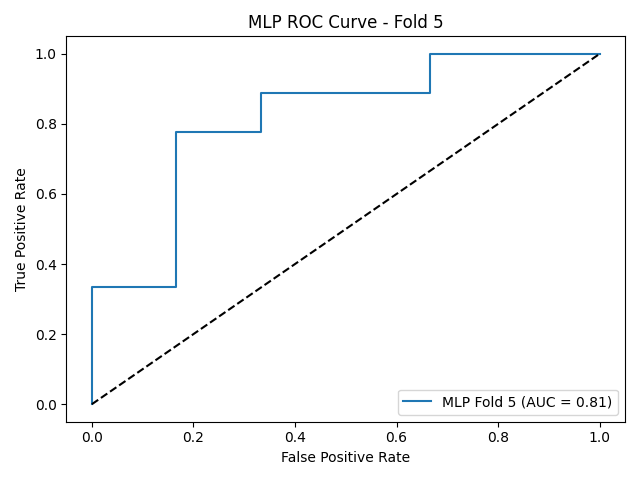 MLP ROC Curve - Fold 5
True Positive Rate
1.0
0.8
0.6
0.4
0.2
0.0
0.0 0.2 0.4 0.6 0.8 1.0
False Positive Rate
MLP Fold 5 (AUC = 0.81)